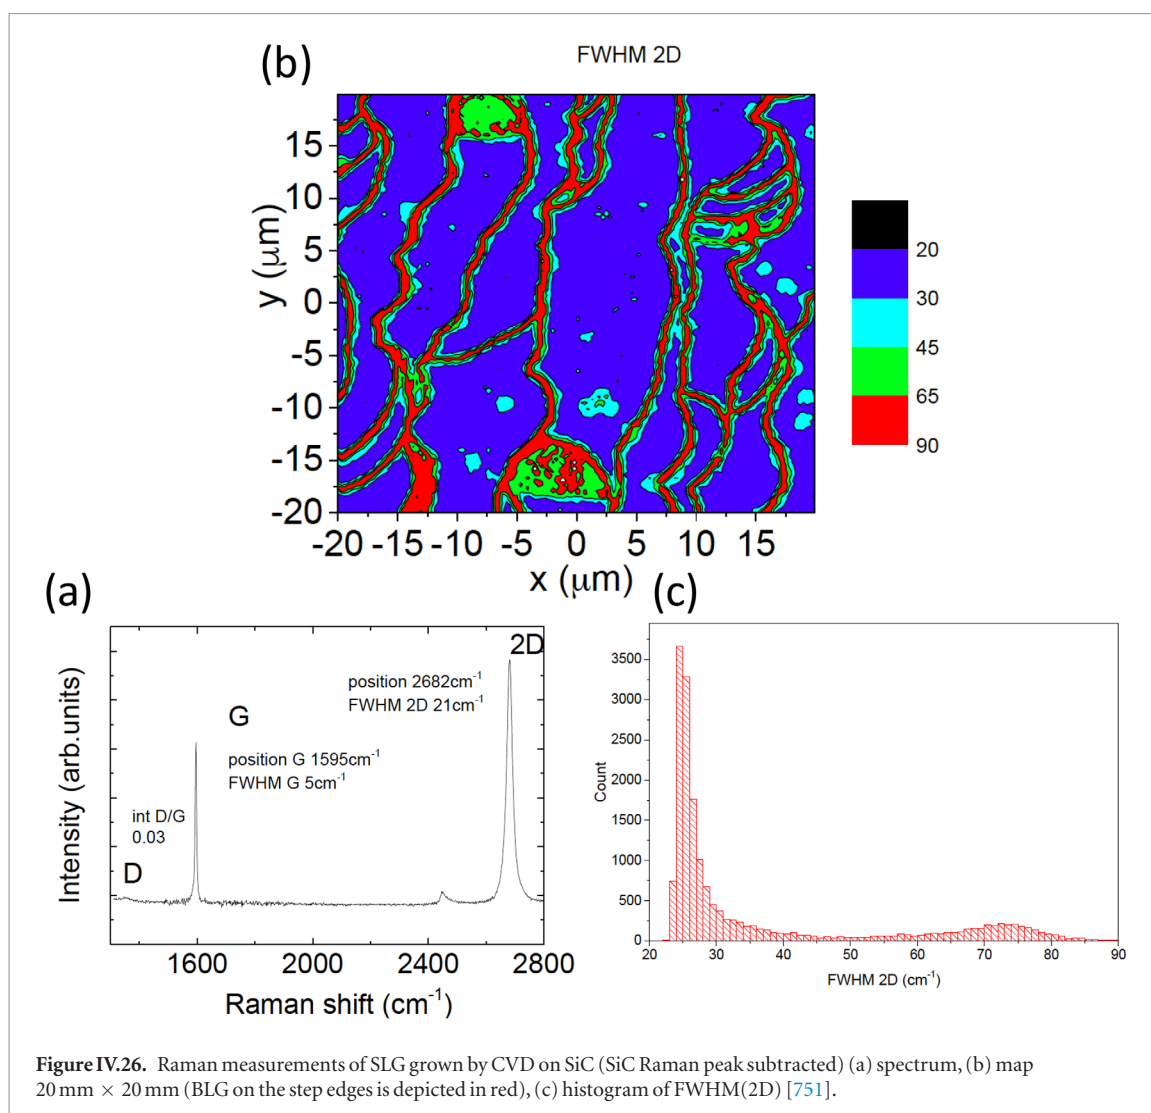 (b)
FWHM 2D
15
10
5
0
-5
-10
-15
-20
y (μm)
-20 -15 -10 -5 0 5 10 15
x (μm)
20
30
45
65
90
(a)
2D
position 2682cm-1
FWHM 2D 21cm-1
G
position G 1595cm-1
FWHM G 5cm-1
int D/G
0.03
D
Intensity (arb.units)
1600 2000 2400 2800
Raman shift (cm-1)
(c)
3500
3000
2500
2000
1500
1000
500
0
Count
20 30 40 50 60 70 80 90
FWHM 2D (cm-1)
Figure IV.26. Raman measurements of SLG grown by CVD on SiC (SiC Raman peak subtracted) (a) spectrum, (b) map
20 mm × 20 mm (BLG on the step edges is depicted in red), (c) histogram of FWHM(2D) [751].